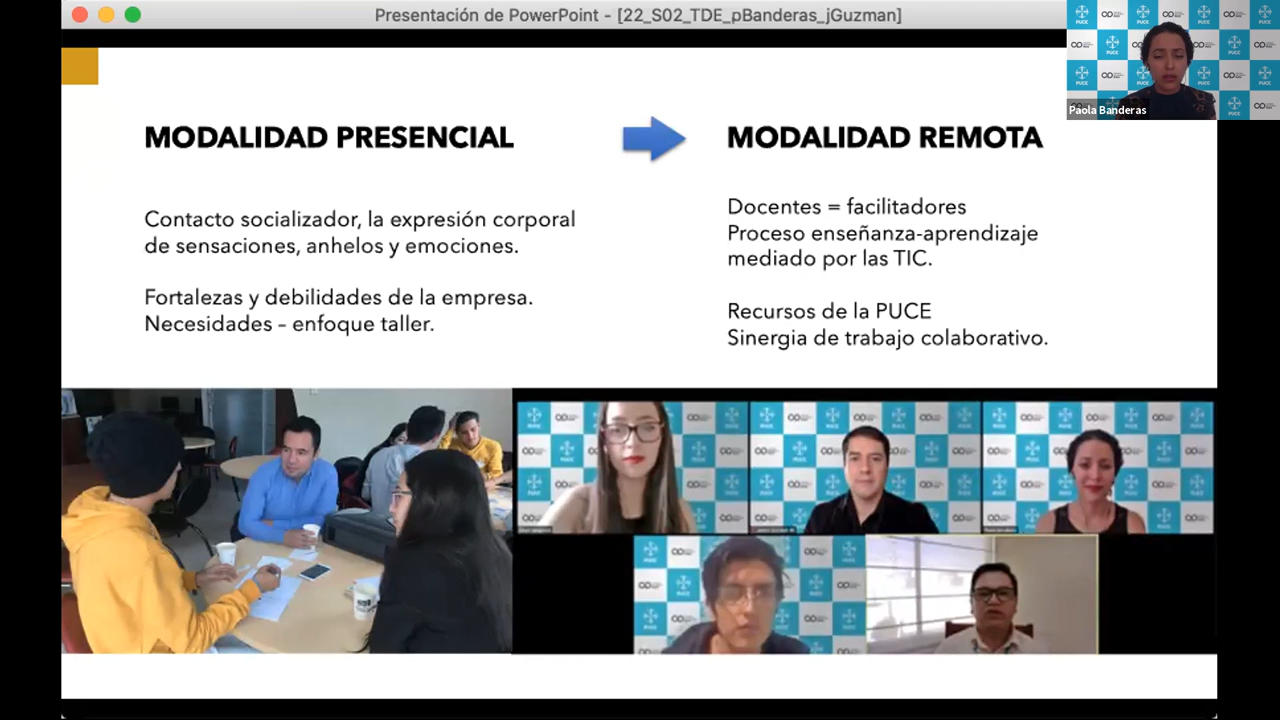 Presentación de PowerPoint - [22_S02_TDE_pBanderas_jGuzman]
Paola Banderas
MODALIDAD PRESENCIAL
Contacto socializador, la expresión corporal
de sensaciones, anhelos y emociones.
Fortalezas y debilidades de la empresa.
Necesidades – enfoque taller.
MODALIDAD REMOTA
Docentes = facilitadores
Proceso enseñanza-aprendizaje
mediado por las TIC.
Recursos de la PUCE
Sinergia de trabajo colaborativo.
PUCE